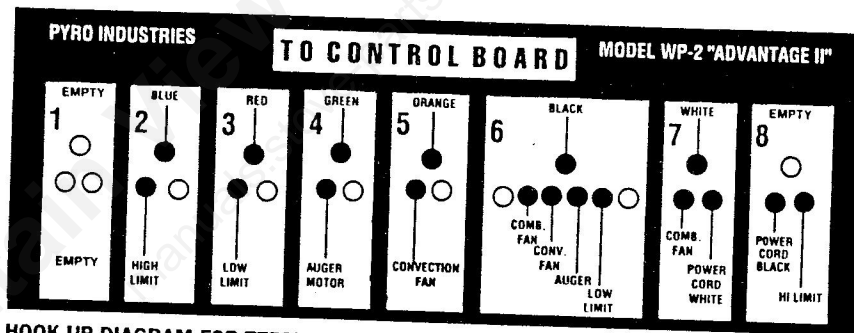 PYRO INDUSTRIES
TO CONTROL BOARD
MODEL WP-2 "ADVANTAGE II"
1
EMPTY
EMPTY
2
BLUE
HIGH
LIMIT
3
RED
LOW
LIMIT
4
GREEN
AUGER
MOTOR
5
ORANGE
CONVECTION
FAN
6
BLACK
COMB.
FAN
CONV.
FAN
AUGER
LOW
LIMIT
7
WHITE
COMB.
FAN
POWER
CORD
WHITE
8
EMPTY
POWER
CORD
BLACK
HI LIMIT
HOOK-UP DIAGRAM FOR
tain View